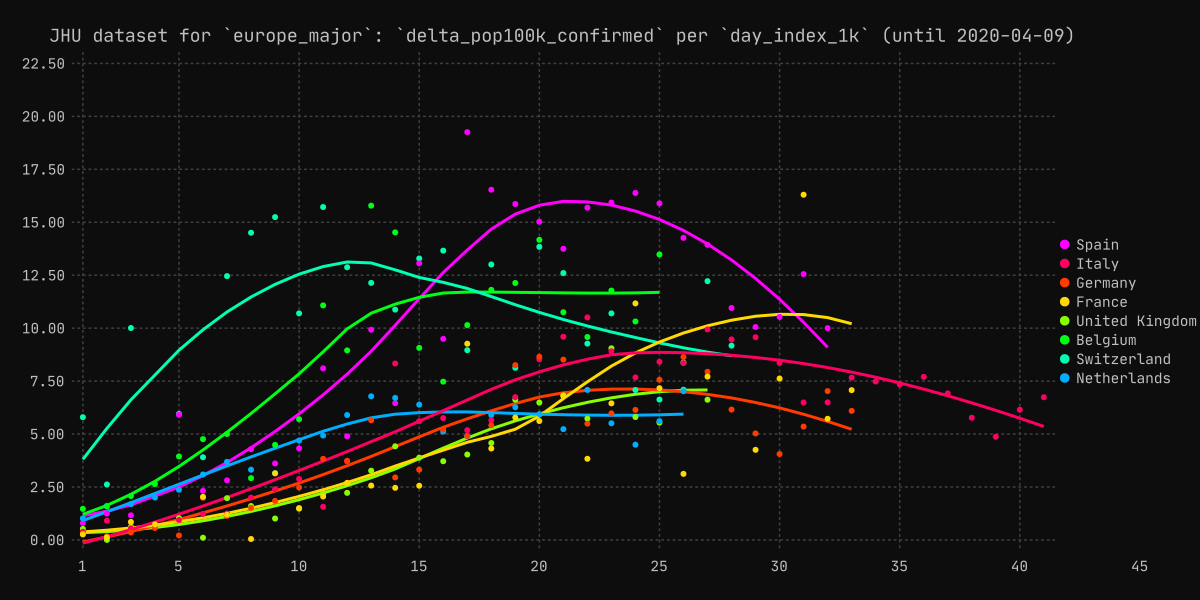 JHU dataset for `europe_major`: `delta_pop100k_confirmed` per `day_index_1k` (until 2020-04-09)
22.50
20.00
17.50
15.00
12.50
10.00
7.50
5.00
2.50
0.00
1 5 10 15 20 25 30 35 40 45
Spain
Italy
Germany
France
United Kingdom
Belgium
Switzerland
Netherlands